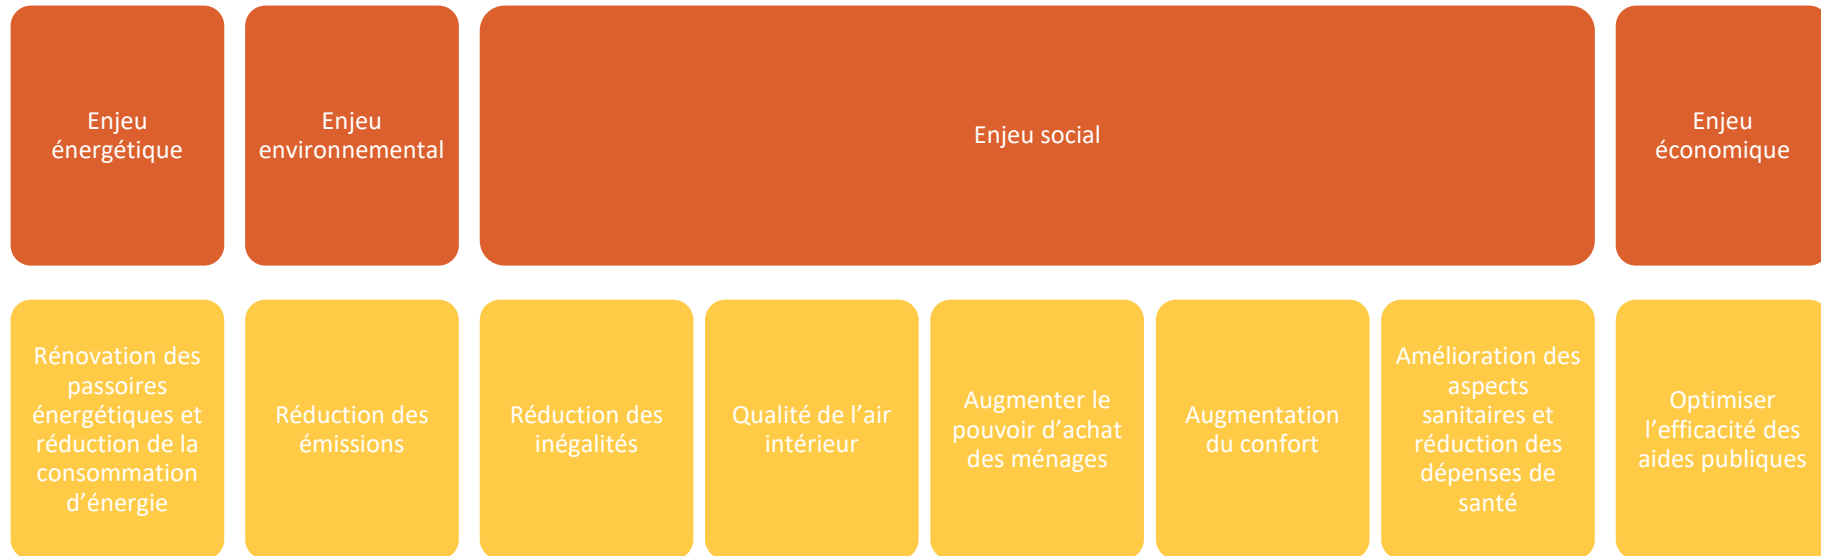 Enjeu
énergétique
Enjeu
environnemental
Enjeu social
Enjeu
économique
Rénovation des
passoires
énergétiques et
réduction de la
consommation
d’énergie
Réduction des
émissions
Réduction des
inégalités
Qualité de l’air
intérieur
Augmenter le
pouvoir d’achat
des ménages
Augmentation
du confort
Amélioration des
aspects
sanitaires et
réduction des
dépenses de
santé
Optimiser
l’efficacité des
aides publiques